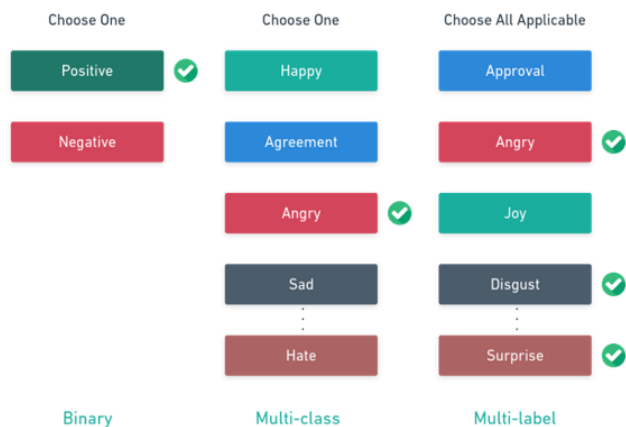 Choose One
Positive
Negative
Binary
Choose One
Happy
Agreement
Angry
Sad
Hate
Multi-class
Choose All Applicable
Approval
Angry
Joy
Disgust
Surprise
Multi-label